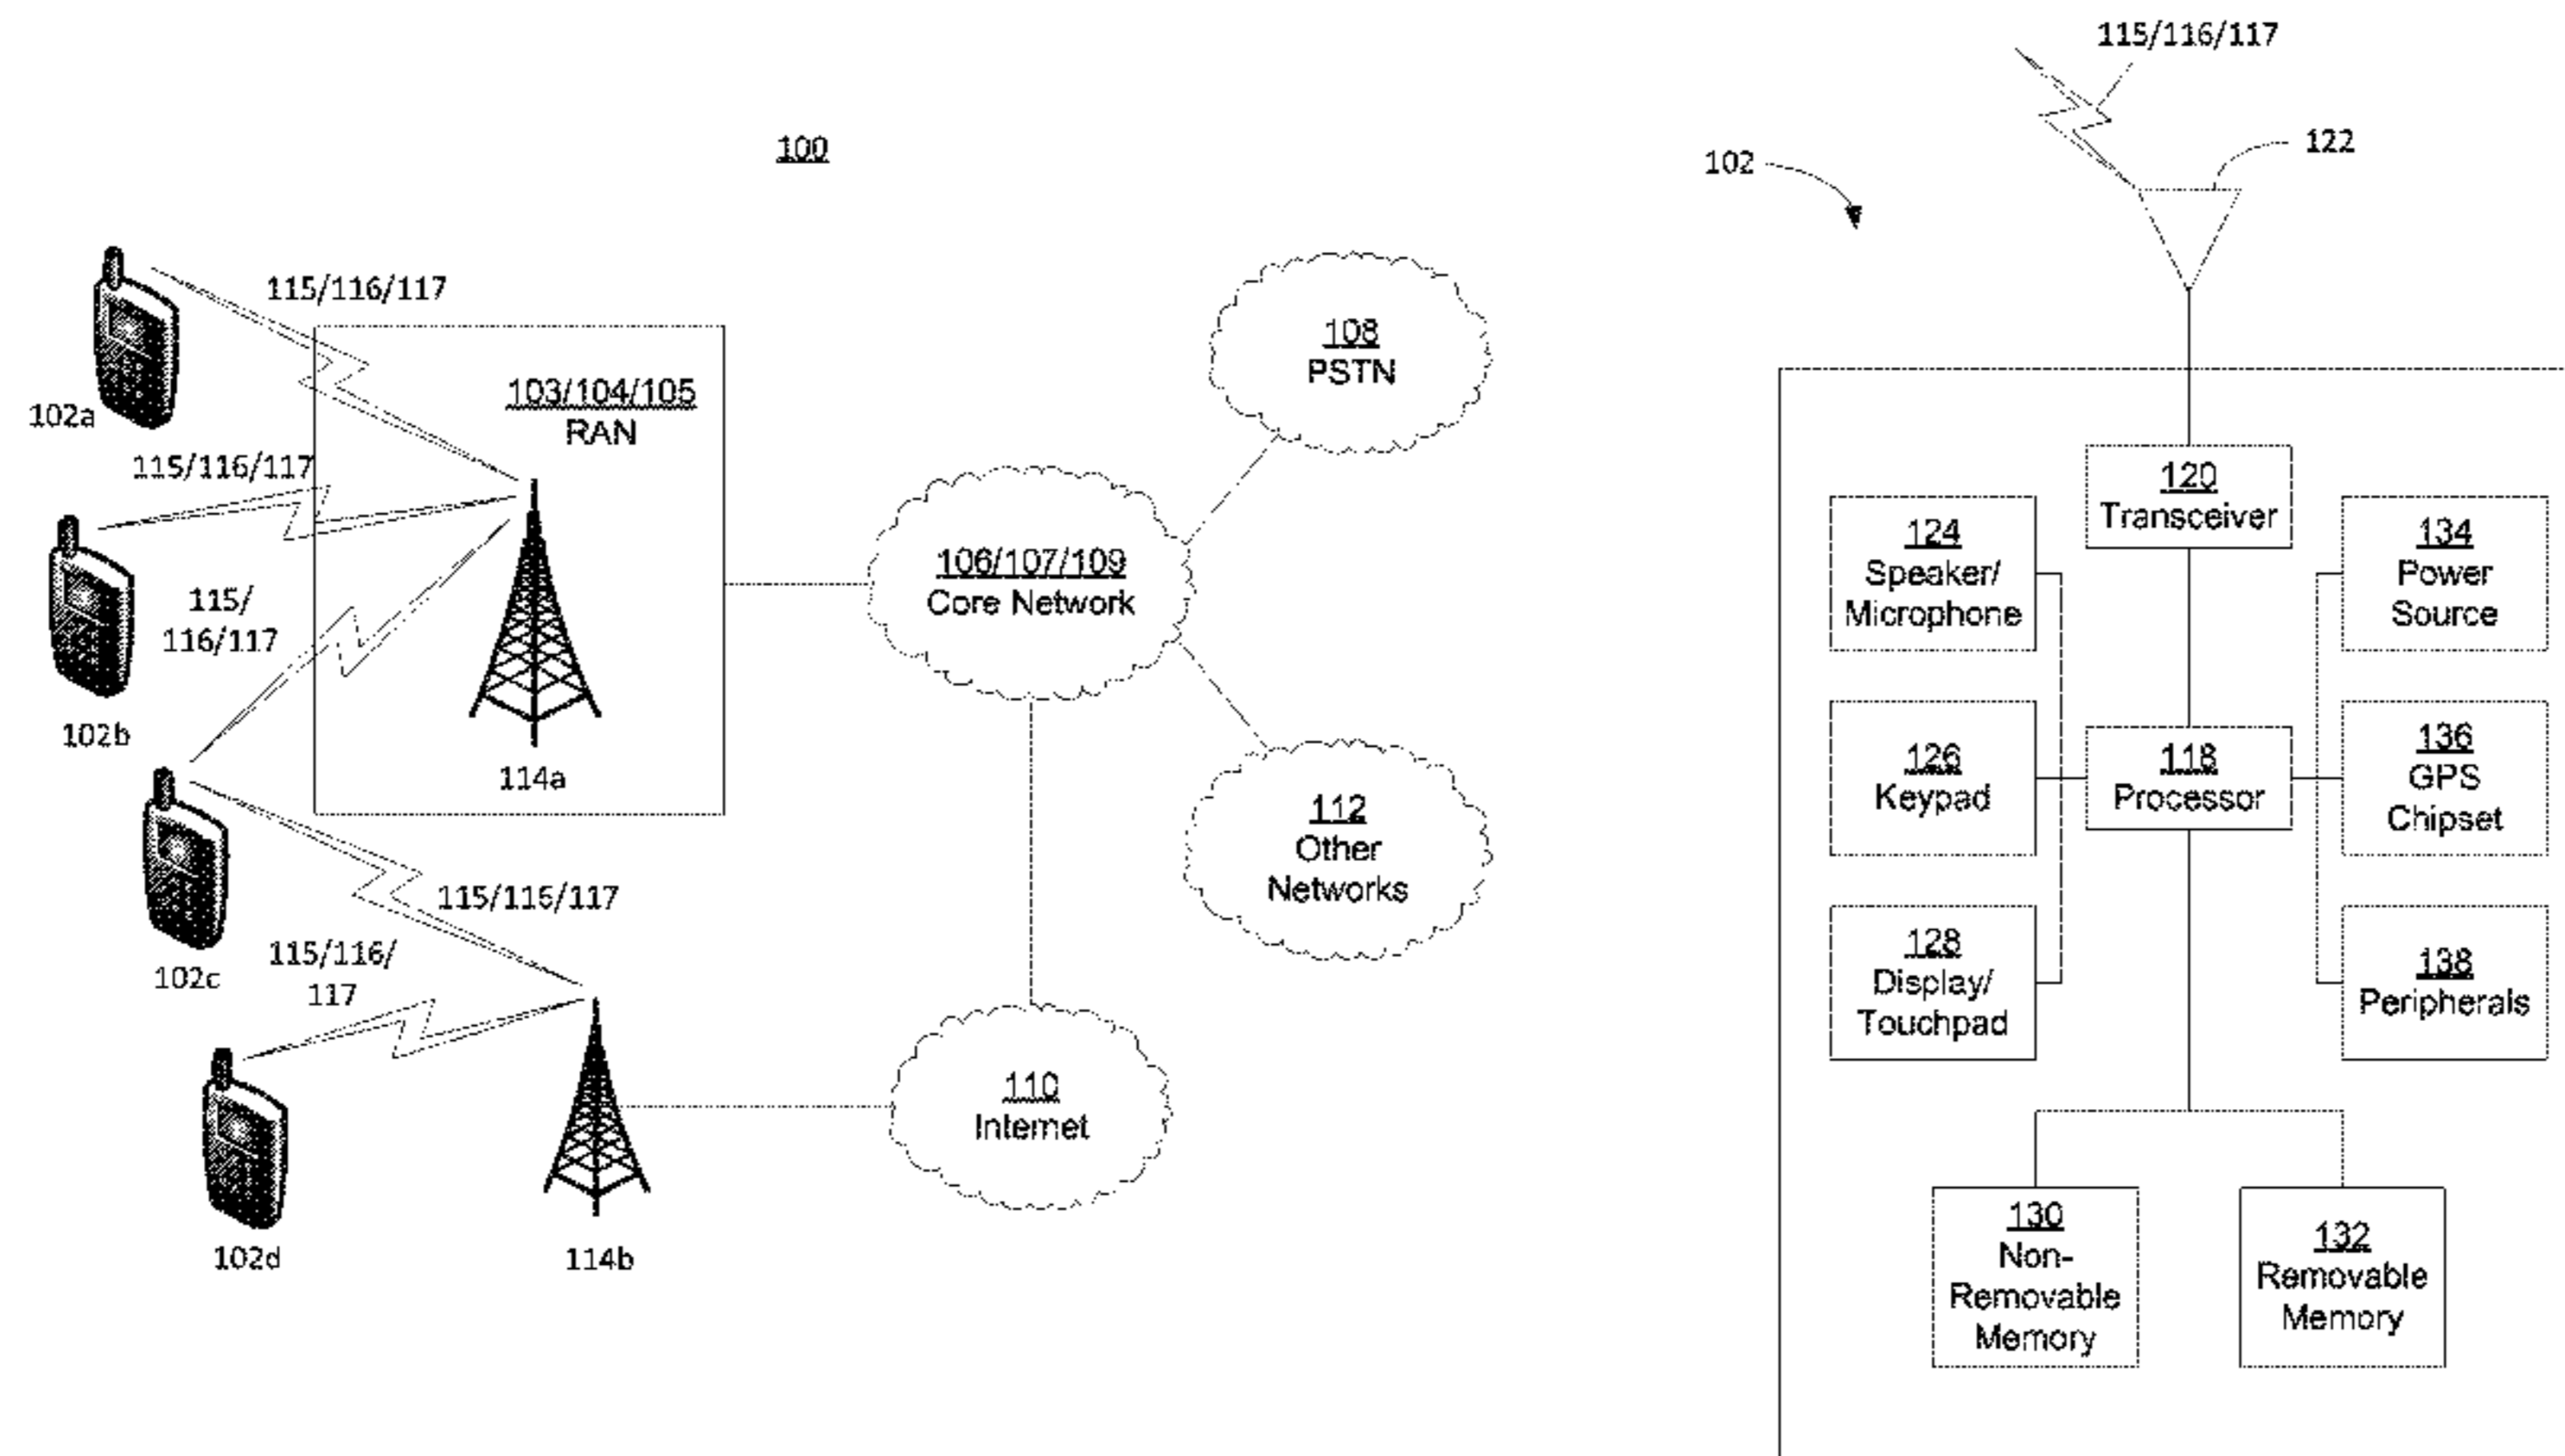 100
115/116/117
102a
103/104/105
RAN
115/116/117
102b
115/
116/117
114a
102c
115/116/117
115/116/
117
102d
114b
106/107/109
Core Network
108
PSTN
112
Other
Networks
110
Internet
115/116/117
102
122
120
Transceiver
124
Speaker/
Microphone
134
Power
Source
126
Keypad
118
Processor
136
GPS
Chipset
128
Display/
Touchpad
138
Peripherals
130
Non-
Removable
Memory
132
Removable
Memory